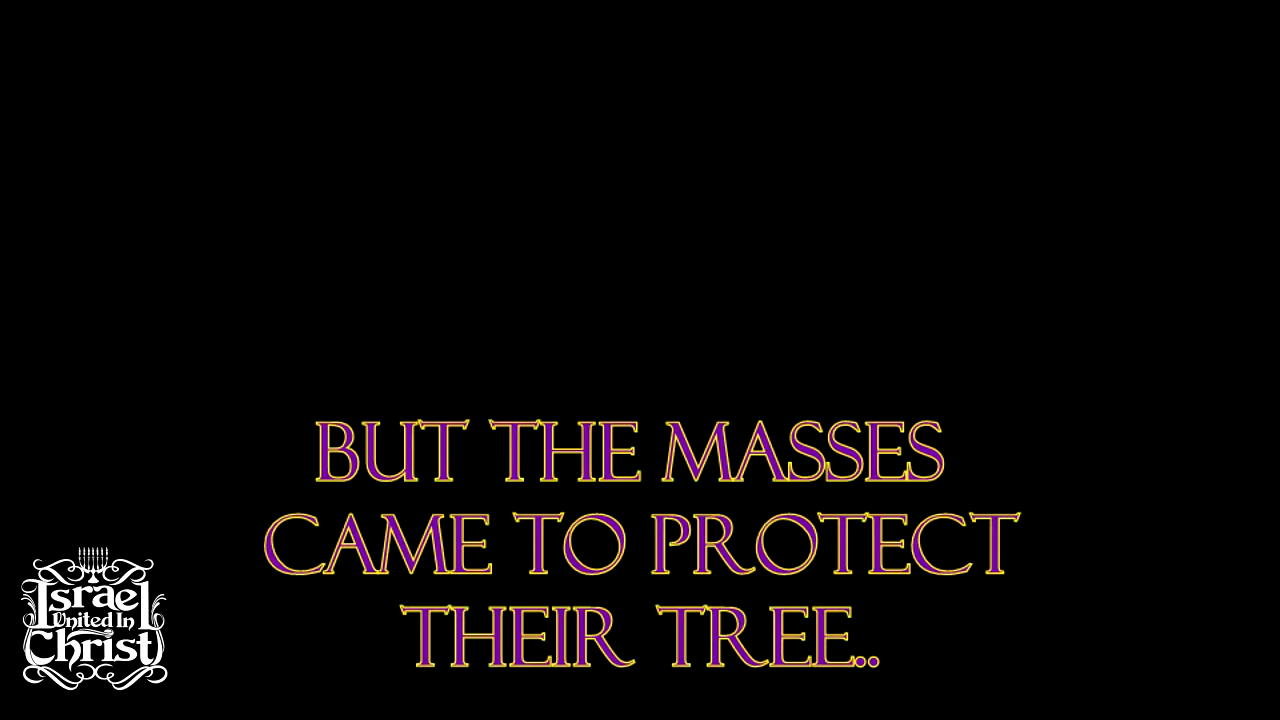 BUT THE MASSES
CAME TO PROTECT
THEIR TREE..
Israel
United In
Christ